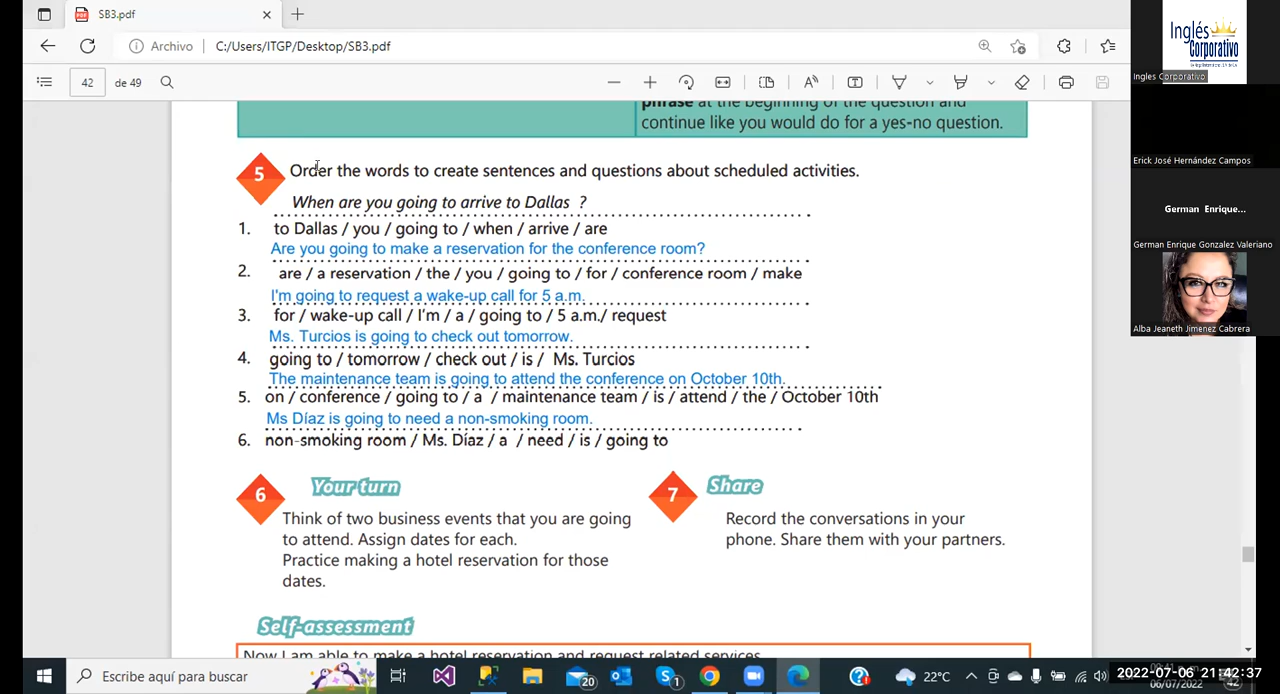 SB3.pdf
Archivo
C:/Users/ITGP/Desktop/SB3.pdf
42 de 49
phrase at the beginning of the question and
continue like you would do for a yes-no question.
5 Order the words to create sentences and questions about scheduled activities.
When are you going to arrive to Dallas ?
1. to Dallas / you / going to / when / arrive / are
Are you going to make a reservation for the conference room?
2. are / a reservation / the / you / going to / for / conference room / make
I'm going to request a wake-up call for 5 a.m.
3. for / wake-up call / I'm / a / going to / 5 a.m./ request
Ms. Turcios is going to check out tomorrow.
4. going to / tomorrow / check out / is / Ms. Turcios
The maintenance team is going to attend the conference on October 10th.
5. on / conference / going to / a / maintenance team / is / attend / the / October 10th
Ms Díaz is going to need a non-smoking room.
6. non-smoking room / Ms. Díaz / a / need / is / going to
6 Your turn
Think of two business events that you are going
to attend. Assign dates for each.
Practice making a hotel reservation for those
dates.
7 Share
Record the conversations in your
phone. Share them with your partners.
Self-assessment
Now I am able to make a hotel reservation and request related services.
Inglés
Corporativo
Ingles Corporativo
Erick José Hernández Campos
German Enrique...
German Enrique Gonzalez Valeriano
Alba Jeaneth Jimenez Cabrera
Escribe aquí para buscar
20
1
22°C
2022-07-06 21:42:37